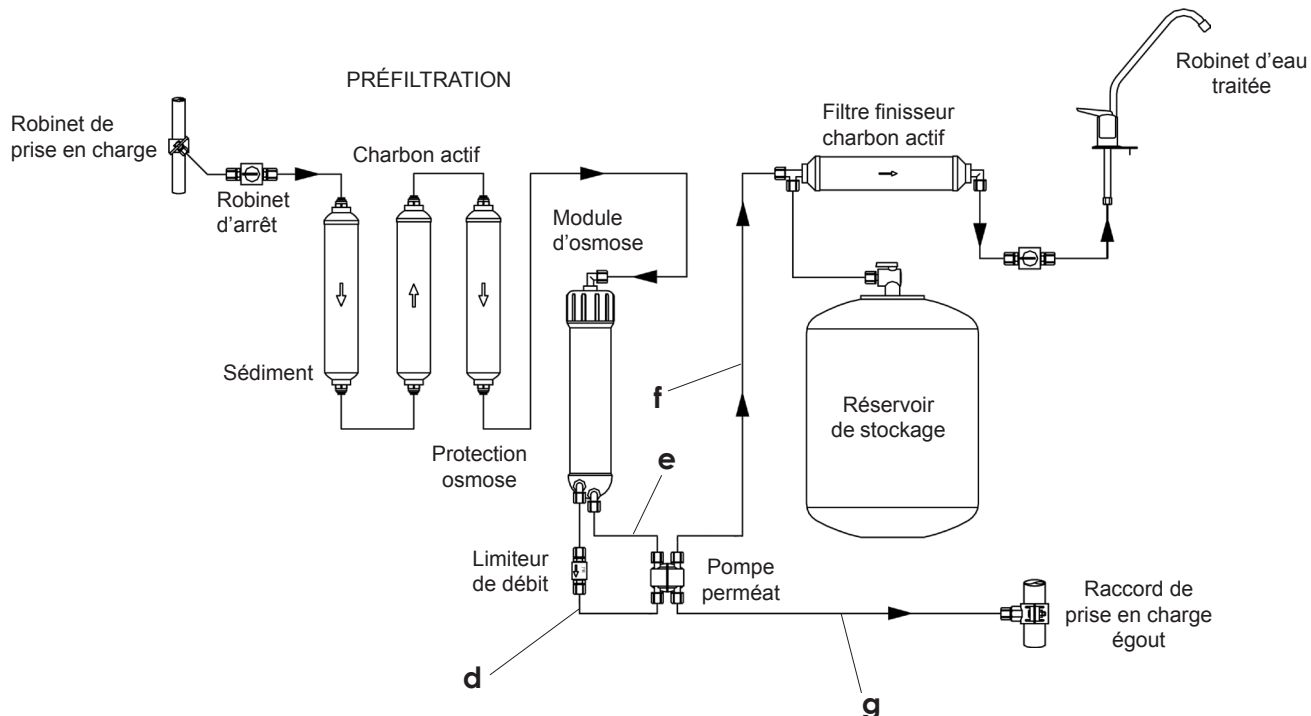 PRÉFILTRATION
Robinet de
prise en charge
Robinet
d'arrêt
Charbon actif
Sédiment
Protection
osmose
Module
d'osmose
Filtre finisseur
charbon actif
Robinet d'eau
traitée
Réservoir
de stockage
f
e
Limiteur
de débit
Pompe
perméat
Raccord de
prise en charge
égout
d
g